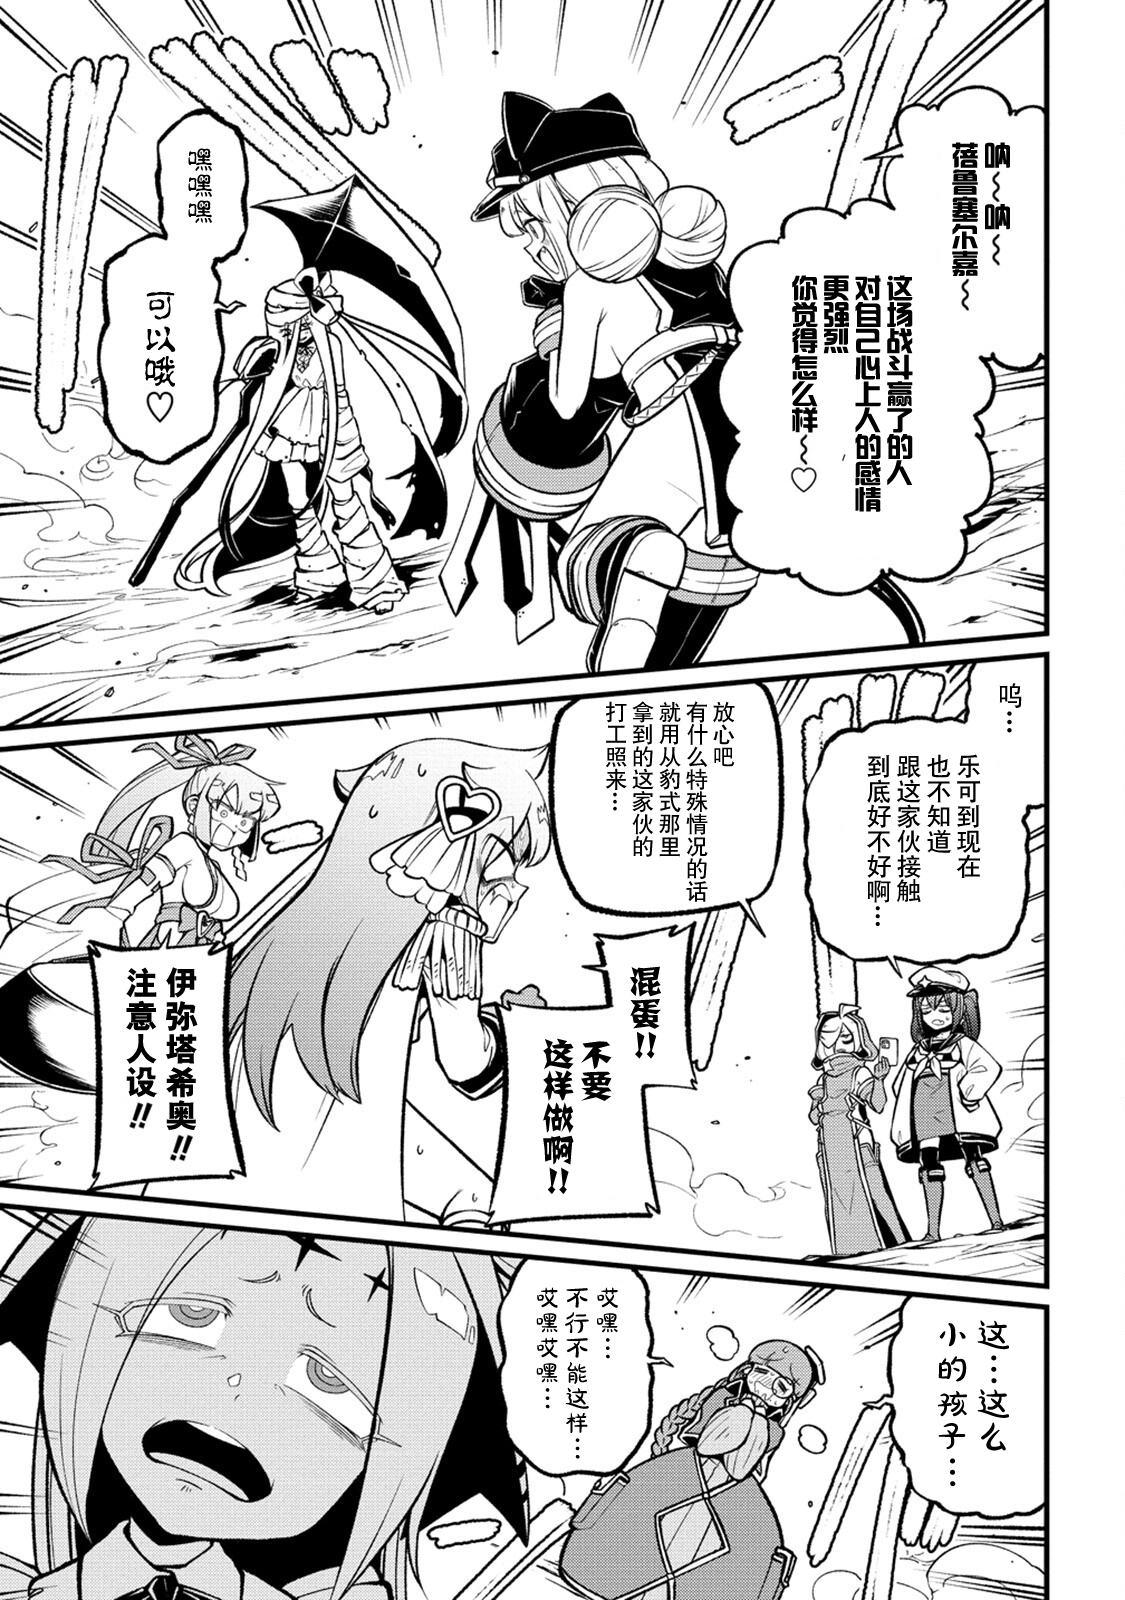 呐～呐～
蓓鲁塞尔嘉～
这场战斗赢了的人
对自己心上人的感情
更强烈
你觉得怎么样～♡
嘿嘿嘿
可以哦♡
呜…
乐可到现在
也不知道
跟这家伙接触
到底好不好啊…
放心吧
有什么特殊情况的话
就用从豹式那里
拿到的这家伙的
打工照来…
混蛋!!
不要
这样做啊!!
伊弥塔希奥!!
注意人设!!
这…这么
小的孩子…
哎嘿…
不行不能这样…
哎嘿哎嘿…